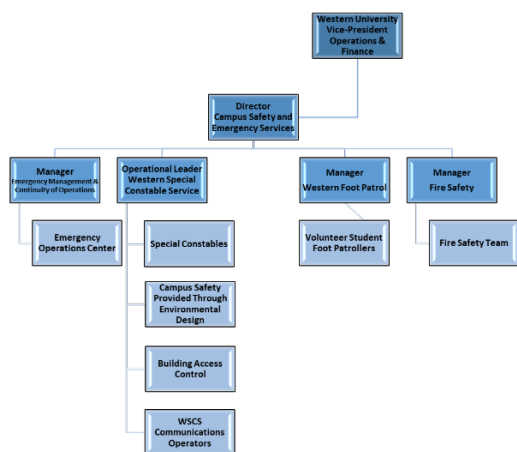 Western University
Vice-President
Operations &
Finance
Director
Campus Safety and
Emergency Services
Manager
Emergency Management &
Continuity of Operations
Operational Leader
Western Special
Constable Service
Manager
Western Foot Patrol
Manager
Fire Safety
Emergency
Operations Center
Special Constables
Volunteer Student
Foot Patrollers
Fire Safety Team
Campus Safety
Provided Through
Environmental
Design
Building Access
Control
WSCS
Communications
Operators